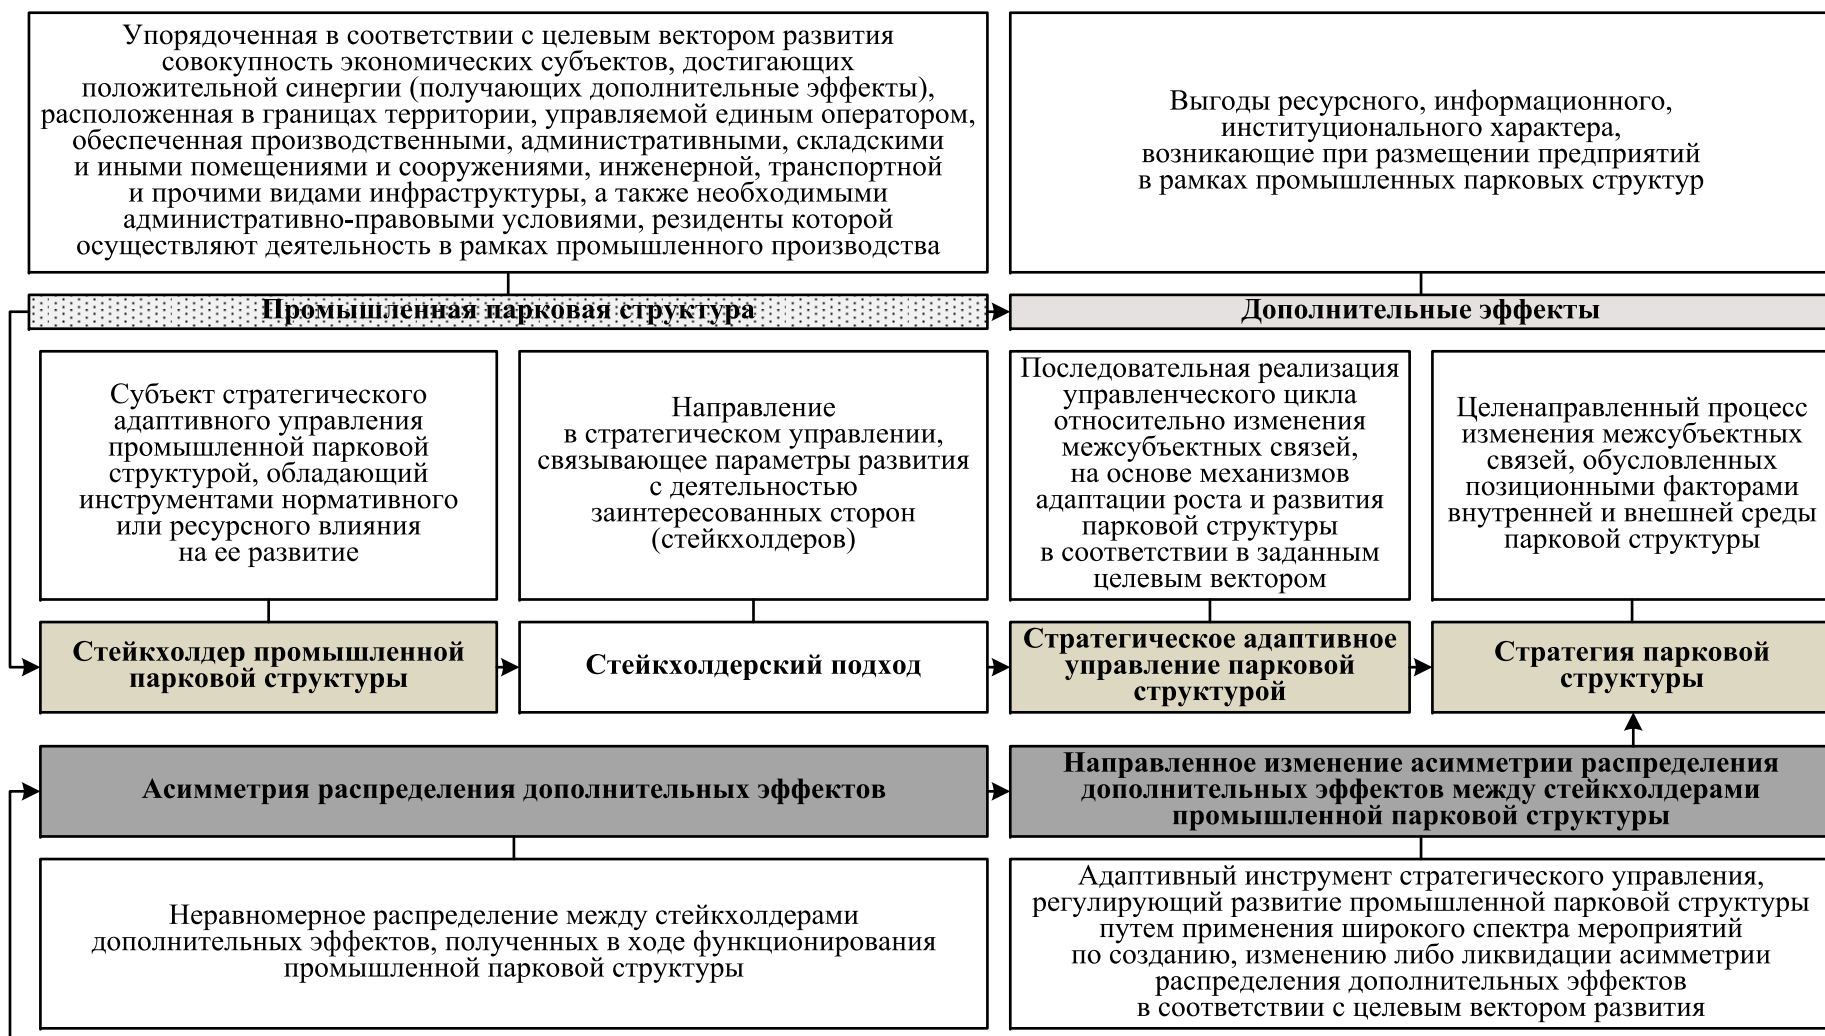 Упорядоченная в соответствии с целевым вектором развития
совокупность экономических субъектов, достигающих
положительной синергии (получающих дополнительные эффекты),
расположенная в границах территории, управляемой единым оператором,
обеспеченная производственными, административными, складскими
и иными помещениями и сооружениями, инженерной, транспортной
и прочими видами инфраструктуры, а также необходимыми
административно-правовыми условиями, резиденты которой
осуществляют деятельность в рамках промышленного производства
Выгоды ресурсного, информационного,
институционального характера,
возникающие при размещении предприятий
в рамках промышленных парковых структур
Промышленная парковая структура
Дополнительные эффекты
Субъект стратегического
адаптивного управления
промышленной парковой
структурой, обладающий
инструментами нормативного
или ресурсного влияния
на ее развитие
Направление
в стратегическом управлении,
связывающее параметры развития
с деятельностью
заинтересованных сторон
(стейкхолдеров)
Последовательная реализация
управленческого цикла
относительно изменения
межсубъектных связей,
на основе механизмов
адаптации роста и развития
парковой структуры
в соответствии в заданным
целевым вектором
Целенаправленный процесс
изменения межсубъектных
связей, обусловленных
позиционными факторами
внутренней и внешней среды
парковой структуры
Стейкхолдер промышленной
парковой структуры
Стейкхолдерский подход
Стратегическое адаптивное
управление парковой
структурой
Стратегия парковой
структуры
Асимметрия распределения дополнительных эффектов
Направленное изменение асимметрии распределения
дополнительных эффектов между стейкхолдерами
промышленной парковой структуры
Неравномерное распределение между стейкхолдерами
дополнительных эффектов, полученных в ходе функционирования
промышленной парковой структуры
Адаптивный инструмент стратегического управления,
регулирующий развитие промышленной парковой структуры
путем применения широкого спектра мероприятий
по созданию, изменению либо ликвидации асимметрии
распределения дополнительных эффектов
в соответствии с целевым вектором развития